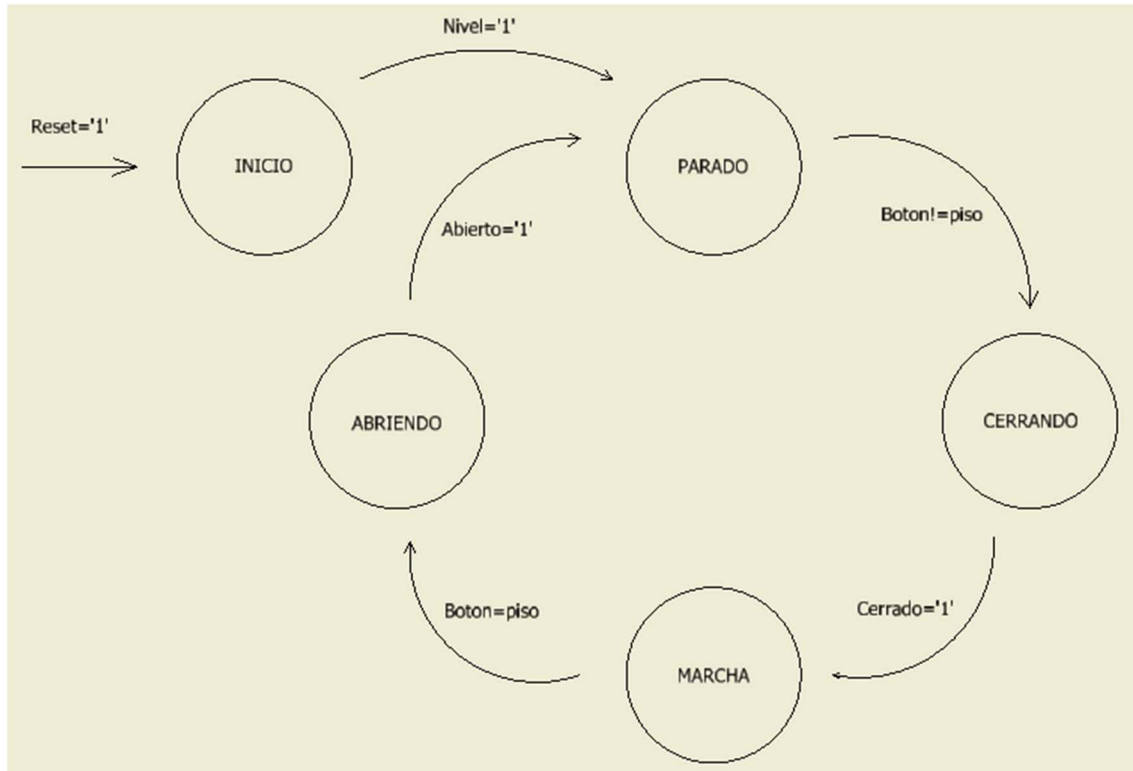 Nivel='1'
Reset='1'
INICIO
PARADO
Boton!=piso
Abierto='1'
ABRIENDO
CERRANDO
Boton=piso
Cerrado='1'
MARCHA